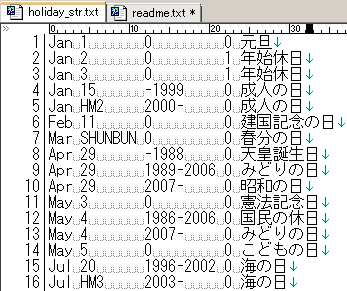 holiday_str.txt readme.txt *
0 10 20 30
1 Jan 1 0 0 元旦↓
2 Jan 2 0 1 年始休日↓
3 Jan 3 0 1 年始休日↓
4 Jan 15 -1999 0 成人の日↓
5 Jan HM2 2000- 0 成人の日↓
6 Feb 11 0 0 建国記念の日↓
7 Mar SHUNBUN 0 0 春分の日↓
8 Apr 29 -1988 0 天皇誕生日↓
9 Apr 29 1989-2006 0 みどりの日↓
10 Apr 29 2007- 0 昭和の日↓
11 May 3 0 0 憲法記念日↓
12 May 4 1986-2006 0 国民の休日↓
13 May 4 2007- 0 みどりの日↓
14 May 5 0 0 こどもの日↓
15 Jul 20 1996-2002 0 海の日↓
16 Jul HM3 2003- 0 海の日↓